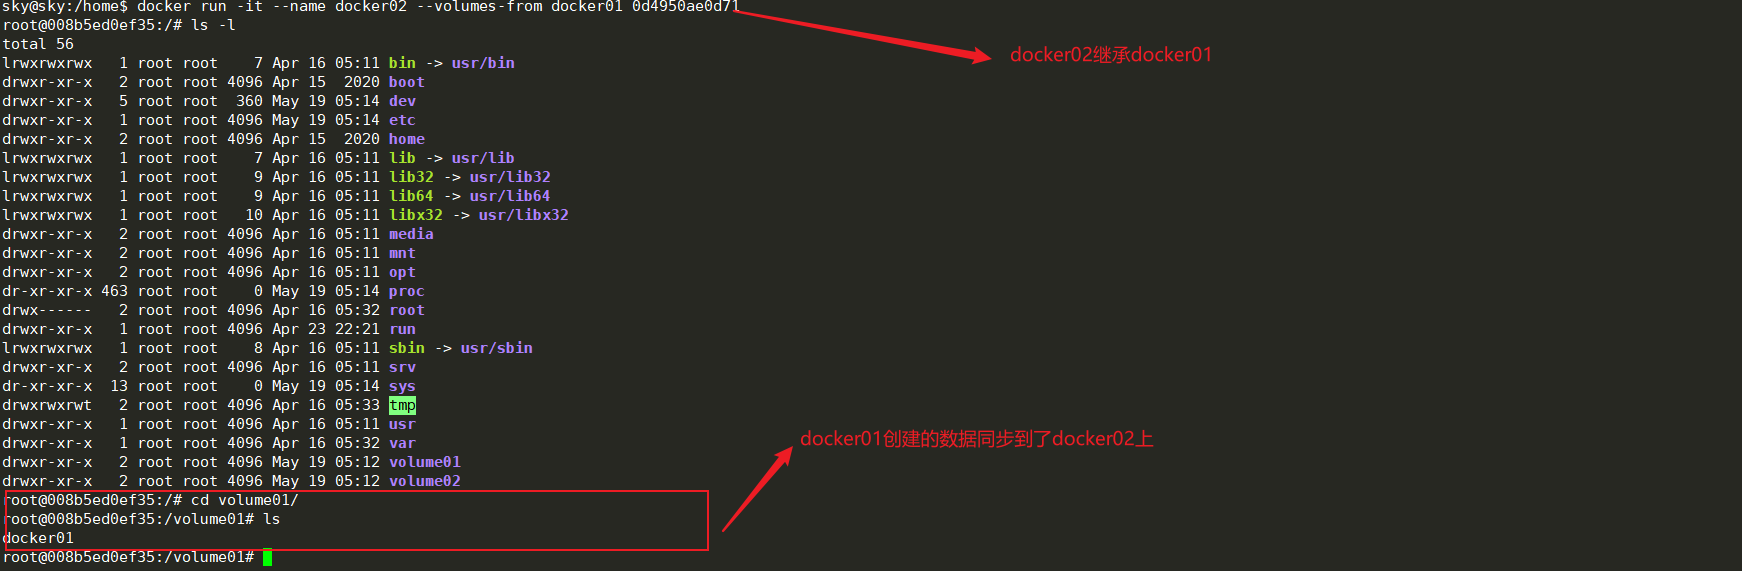 sky@sky:/home$ docker run -it --name docker02 --volumes-from docker01 0d4950ae0d71
root@008b5ed0ef35:/# ls -l
total 56
docker02继承docker01
lrwxrwxrwx   1 root root    7 Apr 16 05:11 bin -> usr/bin
drwxr-xr-x   2 root root 4096 Apr 15  2020 boot
drwxr-xr-x   5 root root  360 May 19 05:14 dev
drwxr-xr-x   1 root root 4096 May 19 05:14 etc
drwxr-xr-x   2 root root 4096 Apr 15  2020 home
lrwxrwxrwx   1 root root    7 Apr 16 05:11 lib -> usr/lib
lrwxrwxrwx   1 root root    9 Apr 16 05:11 lib32 -> usr/lib32
lrwxrwxrwx   1 root root    9 Apr 16 05:11 lib64 -> usr/lib64
lrwxrwxrwx   1 root root   10 Apr 16 05:11 libx32 -> usr/libx32
drwxr-xr-x   2 root root 4096 Apr 16 05:11 media
drwxr-xr-x   2 root root 4096 Apr 16 05:11 mnt
drwxr-xr-x   2 root root 4096 Apr 16 05:11 opt
dr-xr-xr-x 463 root root    0 May 19 05:14 proc
drwx------   2 root root 4096 Apr 16 05:32 root
drwxr-xr-x   1 root root 4096 Apr 23 22:21 run
lrwxrwxrwx   1 root root    8 Apr 16 05:11 sbin -> usr/sbin
drwxr-xr-x   2 root root 4096 Apr 16 05:11 srv
dr-xr-xr-x  13 root root    0 May 19 05:14 sys
drwxrwxrwt   2 root root 4096 Apr 16 05:33 tmp
drwxr-xr-x   1 root root 4096 Apr 16 05:11 usr
drwxr-xr-x   1 root root 4096 Apr 16 05:32 var
docker01创建的数据同步到了docker02上
drwxr-xr-x   2 root root 4096 May 19 05:12 volume01
drwxr-xr-x   2 root root 4096 May 19 05:12 volume02
root@008b5ed0ef35:/# cd volume01/
root@008b5ed0ef35:/volume01# ls
docker01
root@008b5ed0ef35:/volume01#